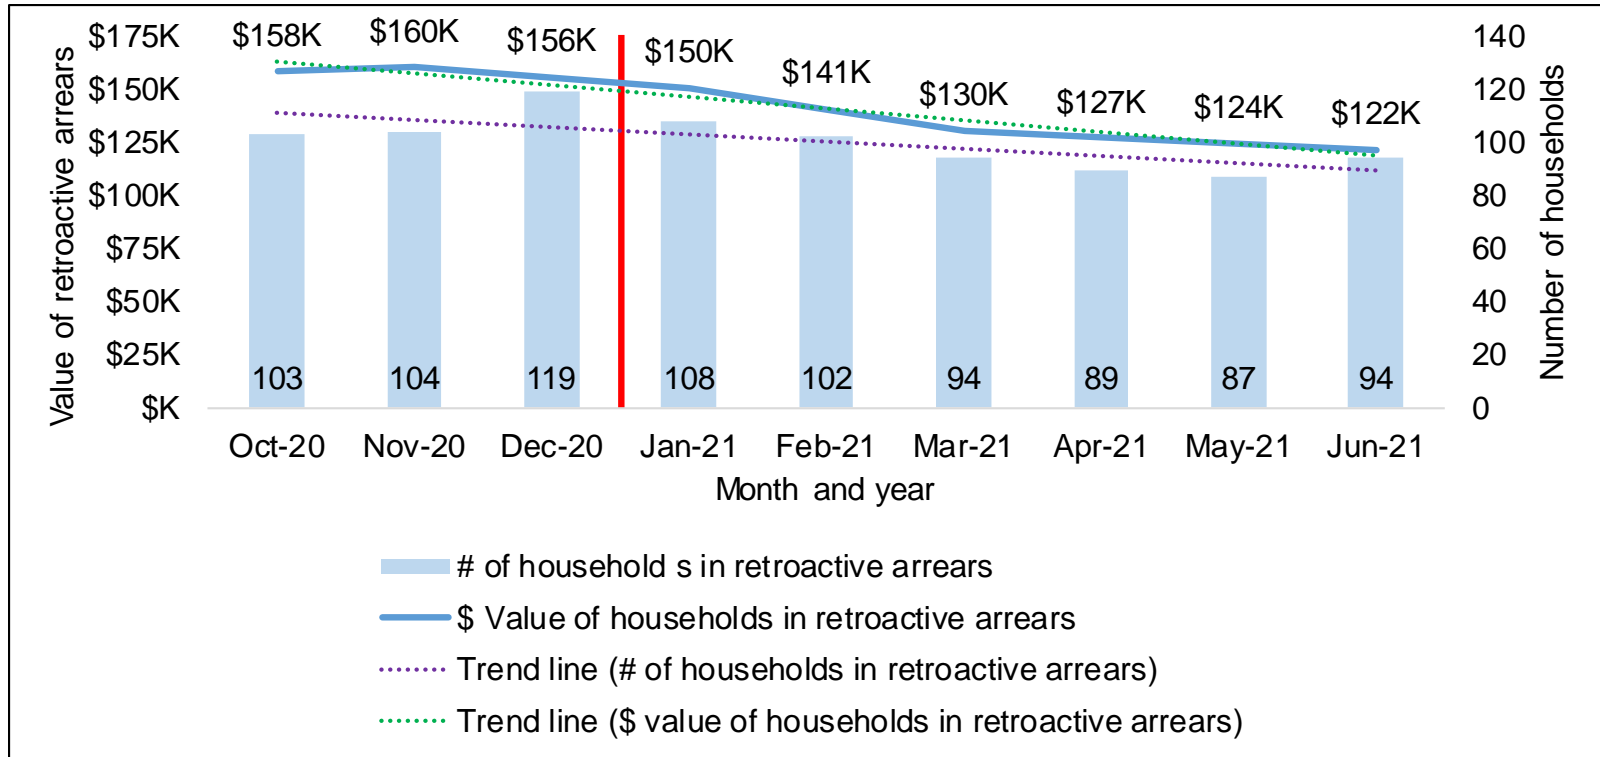 $158K $160K $156K $150K $141K $130K $127K $124K $122K
Value of retroactive arrears
$175K
$150K
$125K
$100K
$75K
$50K
$25K
$K
140
120
100
80
60
40
20
0
Number of households
103 104 119 108 102 94 89 87 94
Oct-20 Nov-20 Dec-20 Jan-21 Feb-21 Mar-21 Apr-21 May-21 Jun-21
Month and year
# of household s in retroactive arrears
$ Value of households in retroactive arrears
Trend line (# of households in retroactive arrears)
Trend line ($ value of households in retroactive arrears)